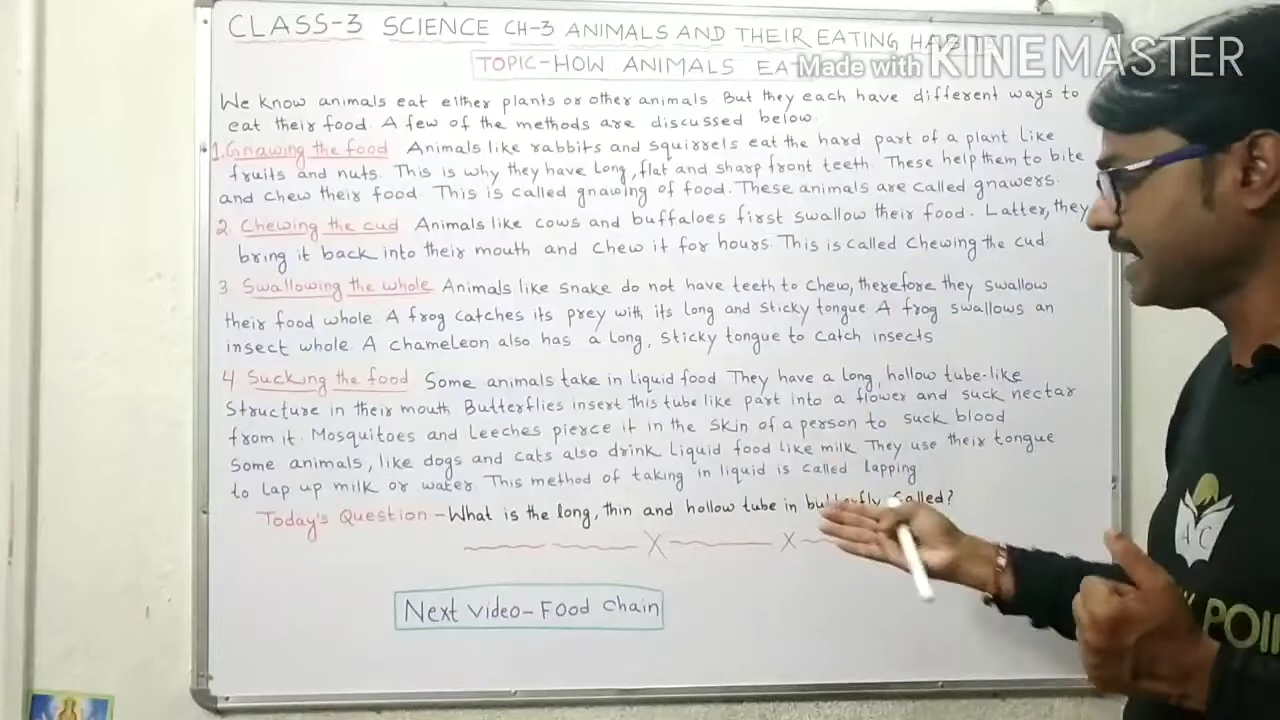 CLASS-3 SCIENCE CH-3 ANIMALS AND THEIR EATING
TOPIC-HOW ANIMALS EA
Made with KINEMASTER
We know animals eat either plants or other animals. But they each have different ways to
eat their food. A few of the methods are discussed below.
1. Gnawing the food Animals like rabbits and squirrels eat the hard part of a plant like
fruits and nuts. This is why they have long, flat and sharp front teeth These help them to bite
and chew their food. This is called gnawing of food. These animals are called gnawers.
2. Chewing the cud Animals like cows and buffaloes first swallow their food. Latter, they
bring it back into their mouth and chew it for hours. This is called chewing the cud.
3 Swallowing the whole Animals like snake do not have teeth to chew, therefore they swallow
their food whole. A frog catches its prey with its long and sticky tongue A frog swallows an
insect whole A chameleon also has a long, sticky tongue to catch insects
4 Sucking the food Some animals take in liquid food They have a long, hollow tube-like
structure in their mouth Butterflies insert this tube like part into a flower and suck nectar
from it. Mosquitoes and Leeches pierce it in the skin of a person to suck blood
Some animals, like dogs and cats also drink liquid food like milk They use their tongue
to lap up milk or water. This method of taking in liquid is called lapping
Today's Question - What is the long, thin and hollow tube in butterfly called?
X X
Next video - Food chain
AC
POIN